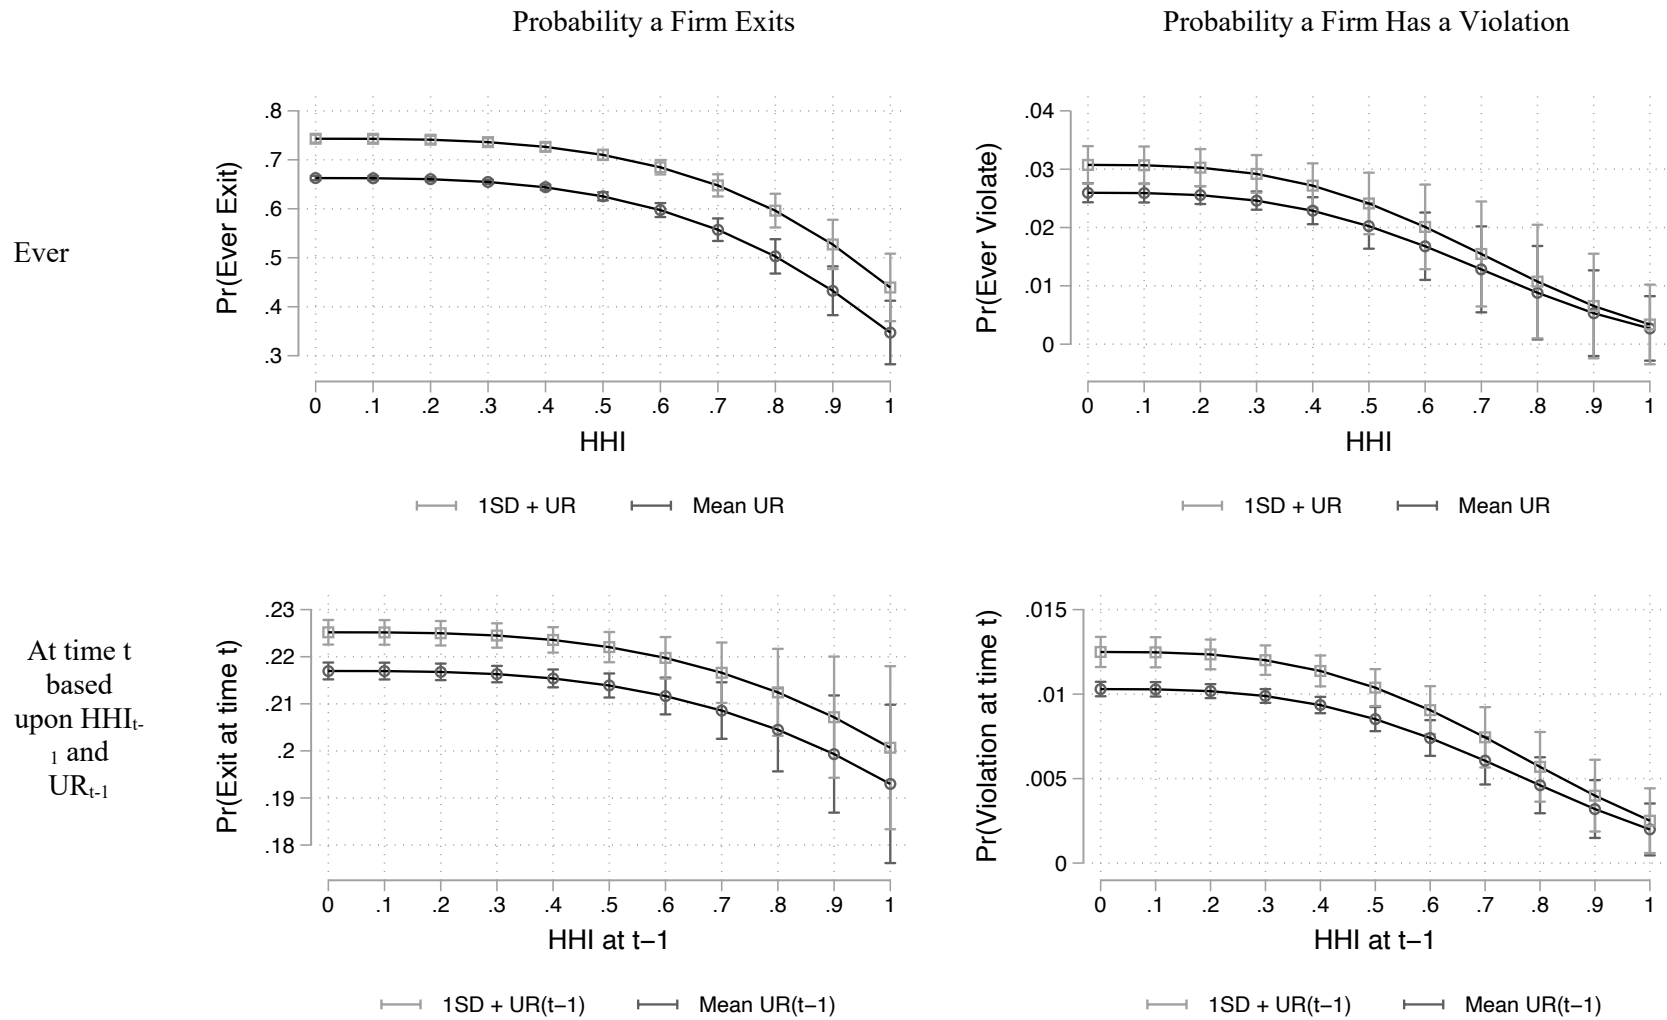 Probability a Firm Exits
Probability a Firm Has a Violation
Ever
Pr(Ever Exit)
.8
.7
.6
.5
.4
.3
0 .1 .2 .3 .4 .5 .6 .7 .8 .9 1
HHI
1SD + UR Mean UR
Pr(Ever Violate)
.04
.03
.02
.01
0
0 .1 .2 .3 .4 .5 .6 .7 .8 .9 1
HHI
1SD + UR Mean UR
At time t
based
upon HHIt-
1 and
URt-1
Pr(Exit at time t)
.23
.22
.21
.2
.19
.18
0 .1 .2 .3 .4 .5 .6 .7 .8 .9 1
HHI at t−1
1SD + UR(t−1) Mean UR(t−1)
Pr(Violation at time t)
.015
.01
.005
0
0 .1 .2 .3 .4 .5 .6 .7 .8 .9 1
HHI at t−1
1SD + UR(t−1) Mean UR(t−1)